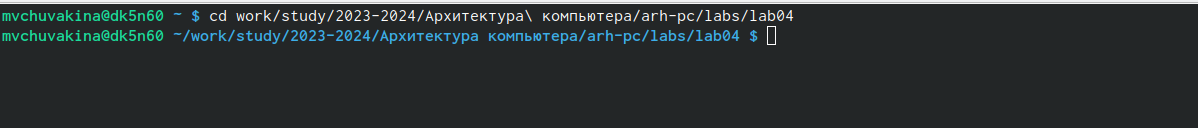 mvchuvakina@dk5n60 ~ $ cd work/study/2023-2024/Архитектура\ компьютера/arh-pc/labs/lab04
mvchuvakina@dk5n60 ~/work/study/2023-2024/Архитектура компьютера/arh-pc/labs/lab04 $